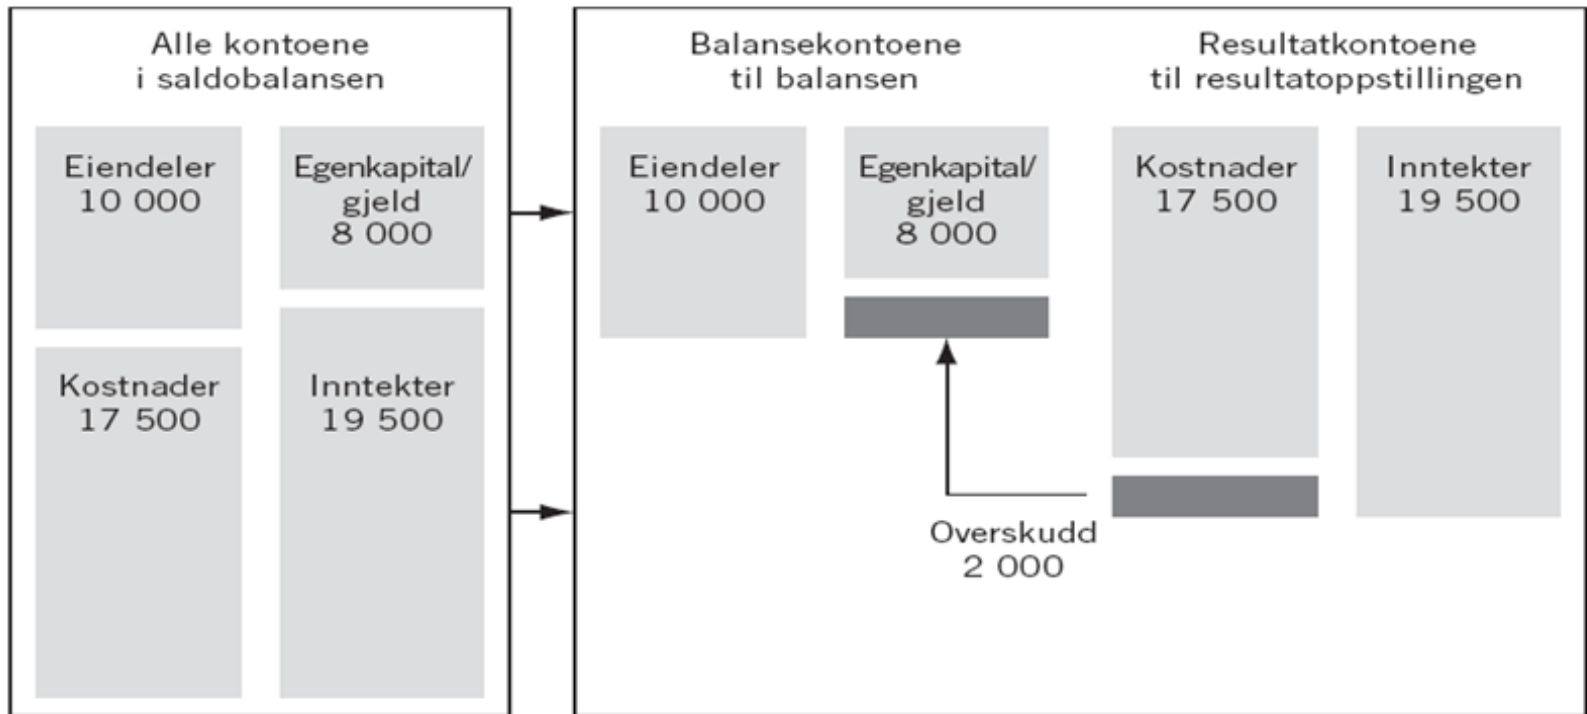 Alle kontoene
i saldobalansen
Eiendeler
10 000
Egenkapital/
gjeld
8 000
Kostnader
17 500
Inntekter
19 500
Balansekontoene
til balansen
Eiendeler
10 000
Egenkapital/
gjeld
8 000
Resultatkontoene
til resultatoppstillingen
Kostnader
17 500
Inntekter
19 500
Overskudd
2 000